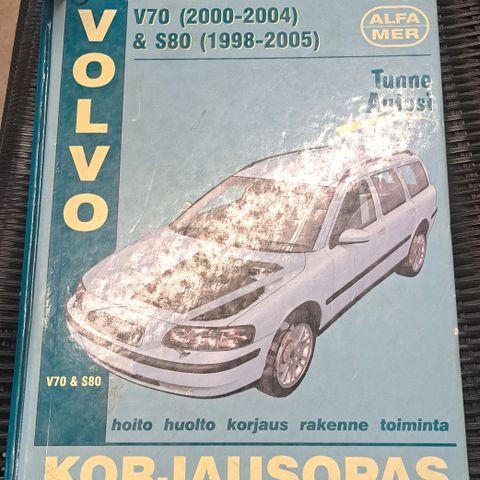 VOLVO
V70 (2000-2004)
& S80 (1998-2005)
ALFA
MER
Tunne
Autosi
V70 & S80
hoito huolto korjaus rakenne toiminta
KORJAUSOPAS